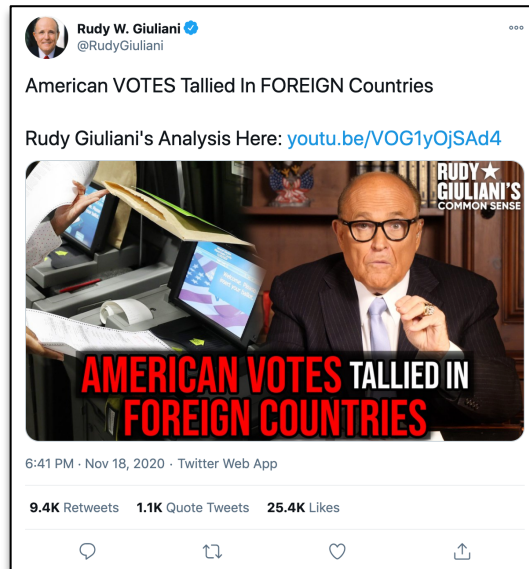 Rudy W. Giuliani
@RudyGiuliani
American VOTES Tallied In FOREIGN Countries
Rudy Giuliani's Analysis Here: youtu.be/VOG1yOjSAd4
RUDY★
GIULIANI'S
COMMON SENSE
AMERICAN VOTES TALLIED IN
FOREIGN COUNTRIES
6:41 PM · Nov 18, 2020 · Twitter Web App
9.4K Retweets 1.1K Quote Tweets 25.4K Likes